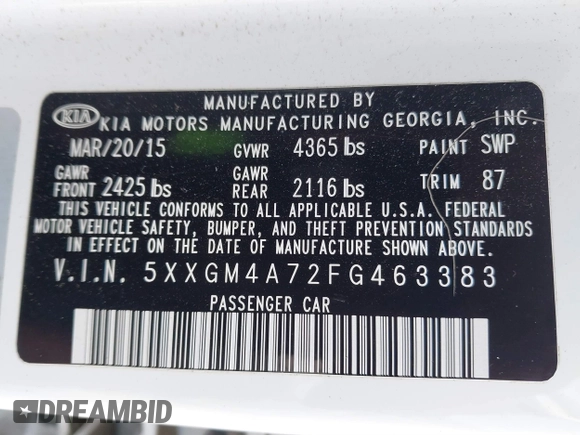 MANUFACTURED BY
KIA KIA MOTORS MANUFACTURING GEORGIA, INC.
MAR/20/15 GVWR 4365 lbs PAINT SWP
GAWR FRONT 2425 lbs GAWR REAR 2116 lbs TRIM 87
THIS VEHICLE CONFORMS TO ALL APPLICABLE U.S.A. FEDERAL
MOTOR VEHICLE SAFETY, BUMPER, AND THEFT PREVENTION STANDARDS
IN EFFECT ON THE DATE OF MANUFACTURE SHOWN ABOVE.
V.I.N. 5XXGM4A72FG463383
PASSENGER CAR
DREAMBID